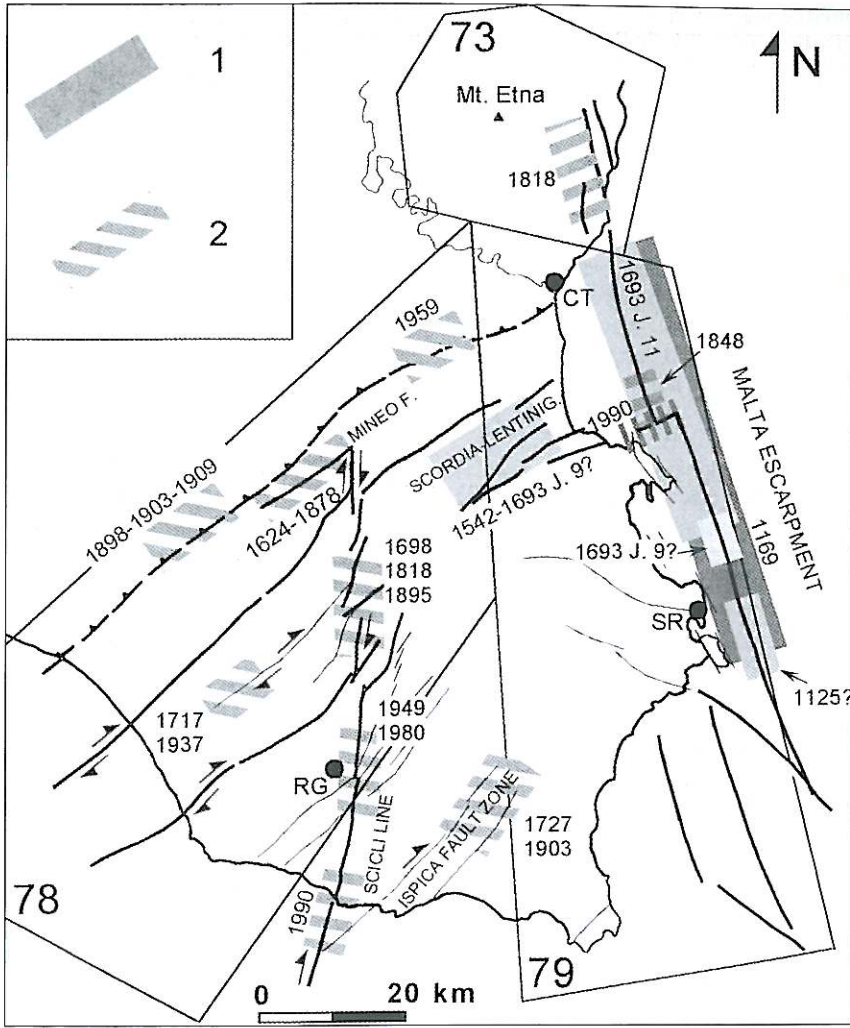 73
1
N
Mt. Etna
2
1818
CT
1693 J. 11
1959
1848
MALTA ESCARPMENT
MINEO F.
1990
SCORDIA-LENTINIG.
1898-1903-1909
1624-1878
1542-1693 J. 9?
1698
1818
1895
1693 J. 9?
1169
SR
1125?
1717
1937
1949
1980
RG
SCICLI LINE
ISPICA FAULT ZONE
1727
1903
1990
78
79
0 20 km